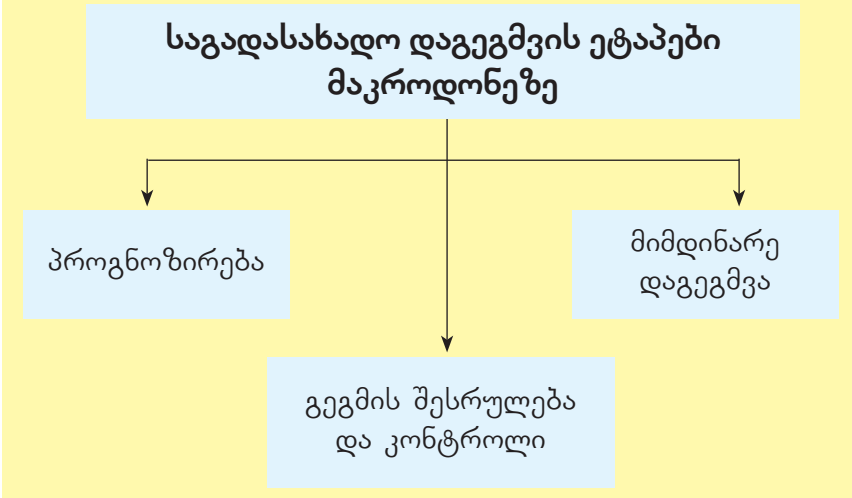 საგადასახადო დაგეგმვის ეტაპები
მაკროდონეზე
პროგნოზირება
მიმდინარე
დაგეგმვა
გეგმის შესრულება
და კონტროლი